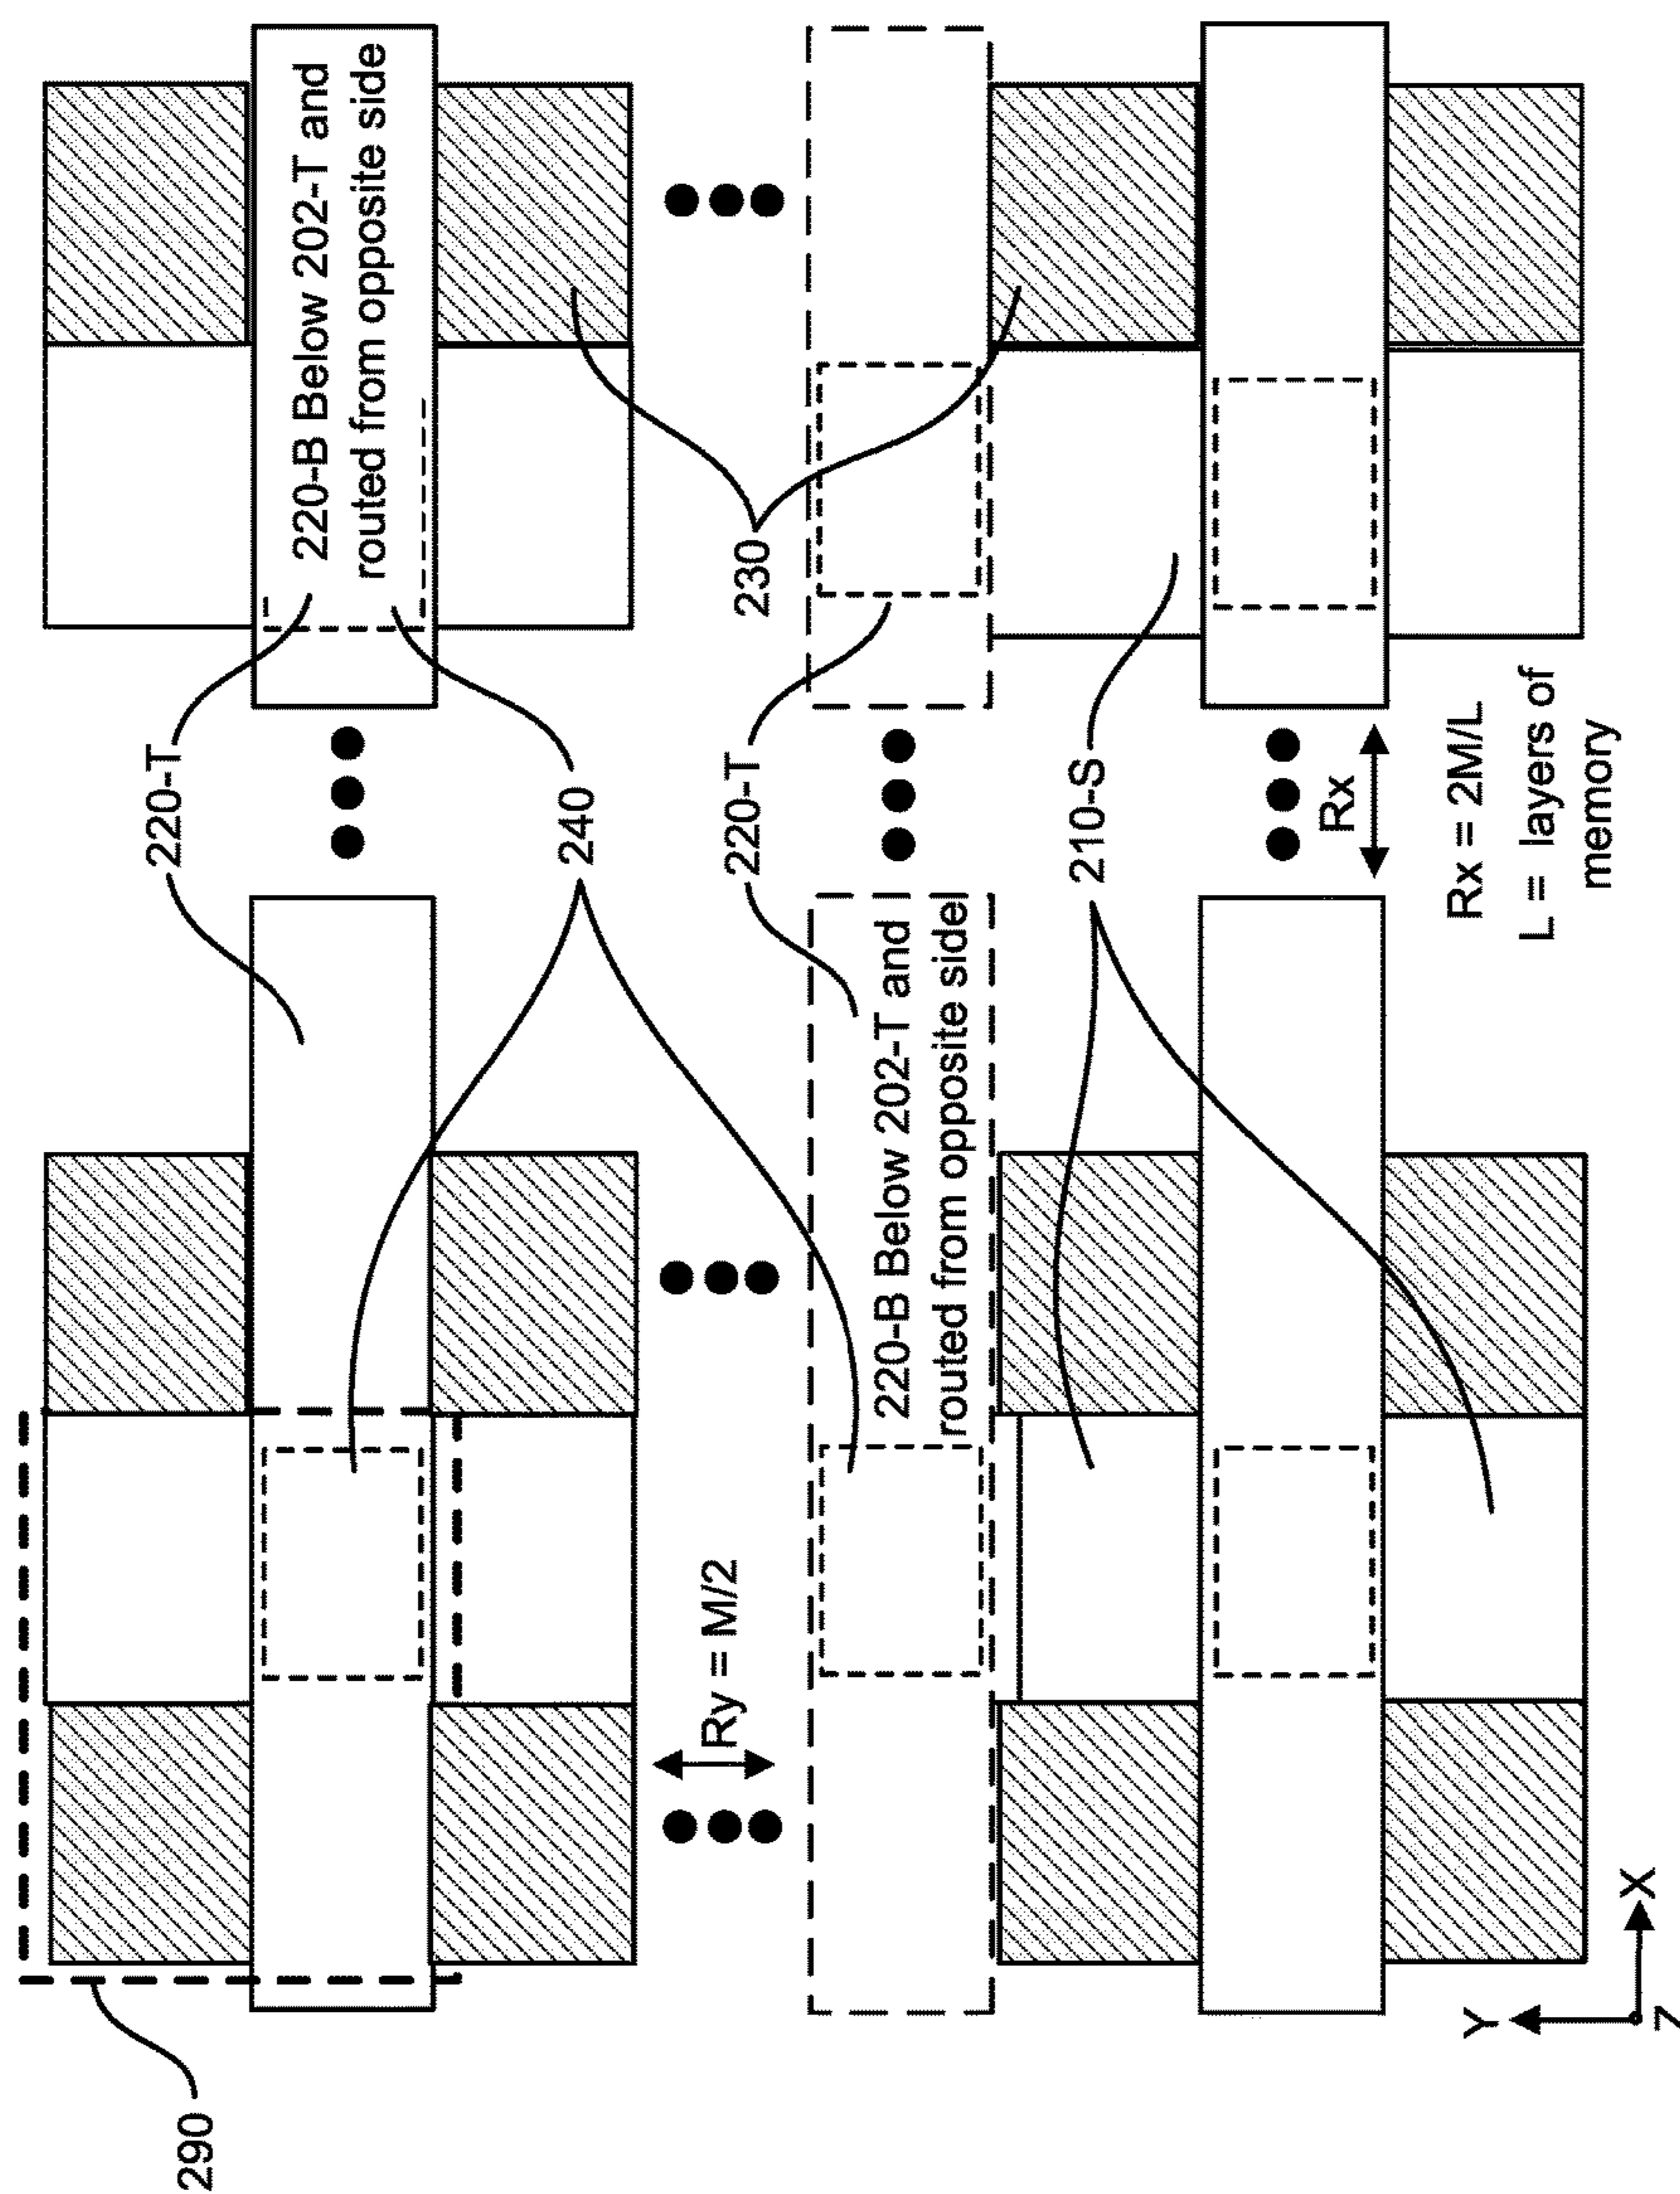 220-T
290
220-B Below 202-T and
routed from opposite side
240
Ry = M/2
220-T
230
220-B Below 202-T and
routed from opposite side
210-S
Rx
Rx = 2M/L
L = layers of
memory
Y
X
Z